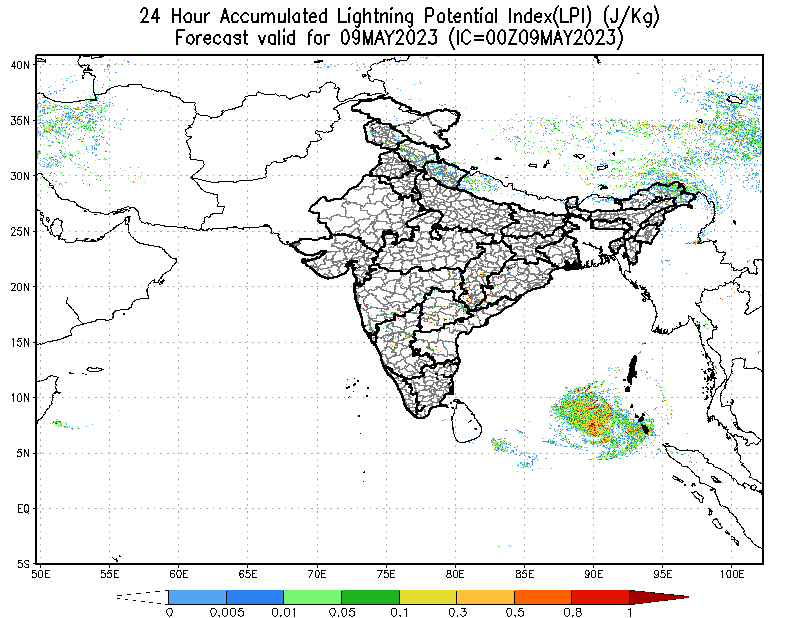 24 Hour Accumulated Lightning Potential Index(LPI) (J/Kg)
Forecast valid for 09MAY2023 (IC=00Z09MAY2023)
40N
35N
30N
25N
20N
15N
10N
5N
EQ
5S
50E 55E 60E 65E 70E 75E 80E 85E 90E 95E 100E
0 0.005 0.01 0.05 0.1 0.3 0.5 0.8 1